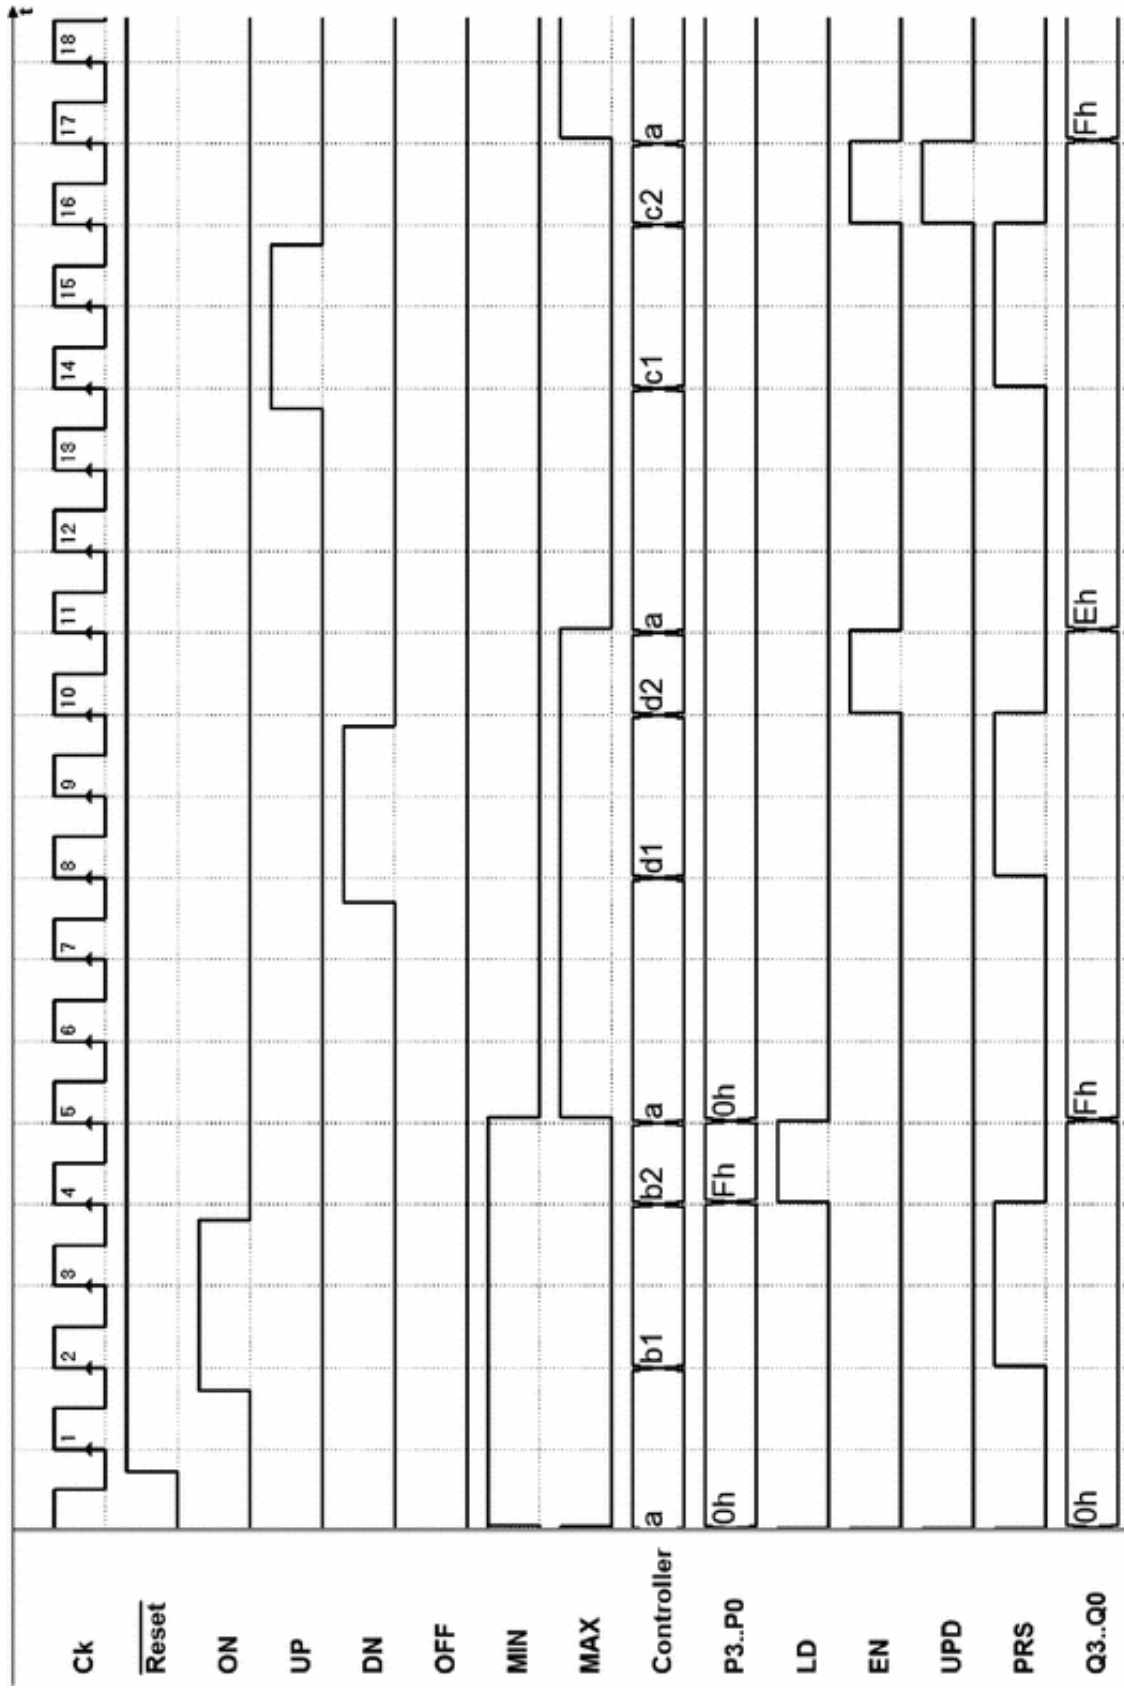 t
Ck 1 2 3 4 5 6 7 8 9 10 11 12 13 14 15 16 17 18
Reset
ON
UP
DN
OFF
MIN
MAX
Controller a b1 b2 a d1 d2 a c1 c2 a
P3..P0 0h Fh 0h
LD
EN
UPD
PRS
Q3..Q0 0h Fh Eh Fh